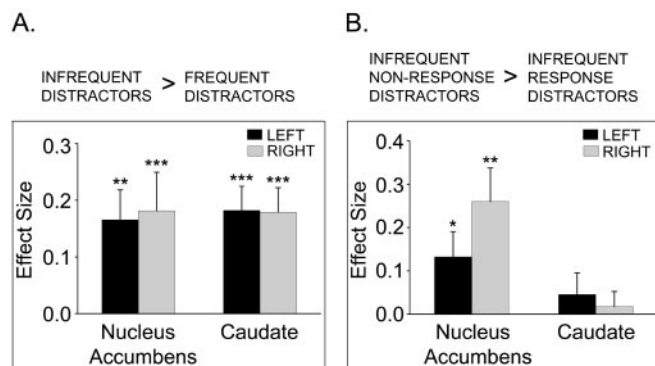 A.
INFREQUENT
DISTRACTORS
>
FREQUENT
DISTRACTORS
LEFT
RIGHT
Effect Size
0.3
0.2
0.1
0.0
**
***
***
***
Nucleus
Accumbens
Caudate
B.
INFREQUENT
NON-RESPONSE
DISTRACTORS
>
INFREQUENT
RESPONSE
DISTRACTORS
LEFT
RIGHT
Effect Size
0.4
0.3
0.2
0.1
0.0
*
**
Nucleus
Accumbens
Caudate